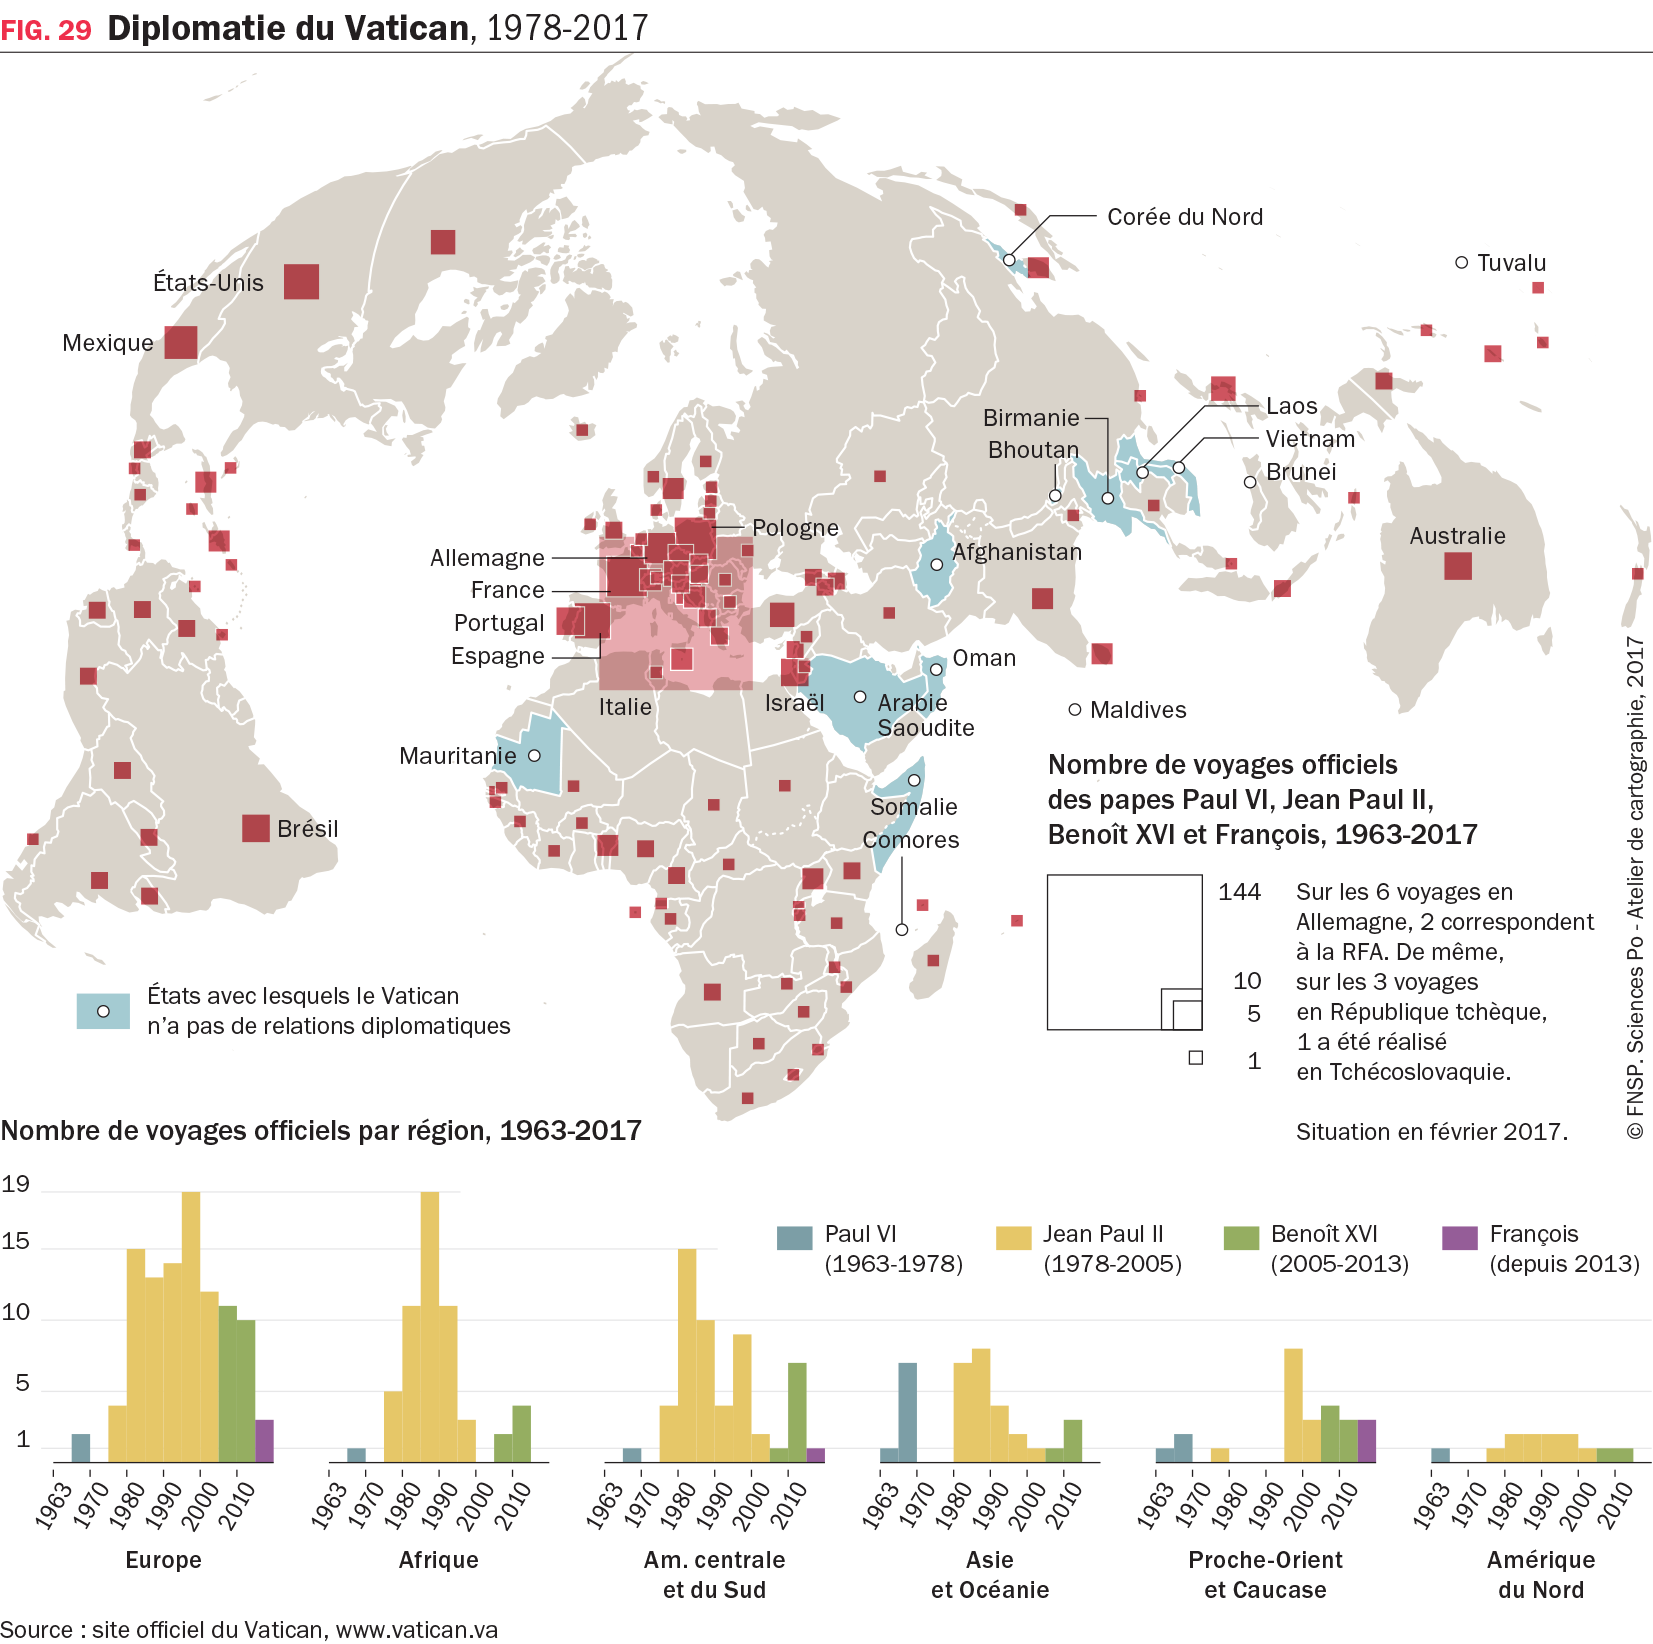 FIG. 29 Diplomatie du Vatican, 1978-2017
Corée du Nord
Tuvalu
États-Unis
Mexique
Laos
Birmanie
Vietnam
Bhoutan
Brunei
Pologne
Australie
Allemagne
Afghanistan
France
Portugal
Espagne
Oman
Italie
Israël
Arabie
Saoudite
Maldives
Mauritanie
Somalie
Comores
Brésil
Nombre de voyages officiels
des papes Paul VI, Jean Paul II,
Benoît XVI et François, 1963-2017
144
10
5
1
Sur les 6 voyages en
Allemagne, 2 correspondent
à la RFA. De même,
sur les 3 voyages
en République tchèque,
1 a été réalisé
en Tchécoslovaquie.
Situation en février 2017.
© FNSP. Sciences Po - Atelier de cartographie, 2017
États avec lesquels le Vatican
n'a pas de relations diplomatiques
Nombre de voyages officiels par région, 1963-2017
19
15
10
5
1
Paul VI
(1963-1978)
Jean Paul II
(1978-2005)
Benoît XVI
(2005-2013)
François
(depuis 2013)
1963 1970 1980 1990 2000 2010
Europe
1963 1970 1980 1990 2000 2010
Afrique
1963 1970 1980 1990 2000 2010
Am. centrale
et du Sud
1963 1970 1980 1990 2000 2010
Asie
et Océanie
1963 1970 1980 1990 2000 2010
Proche-Orient
et Caucase
1963 1970 1980 1990 2000 2010
Amérique
du Nord
Source : site officiel du Vatican, www.vatican.va